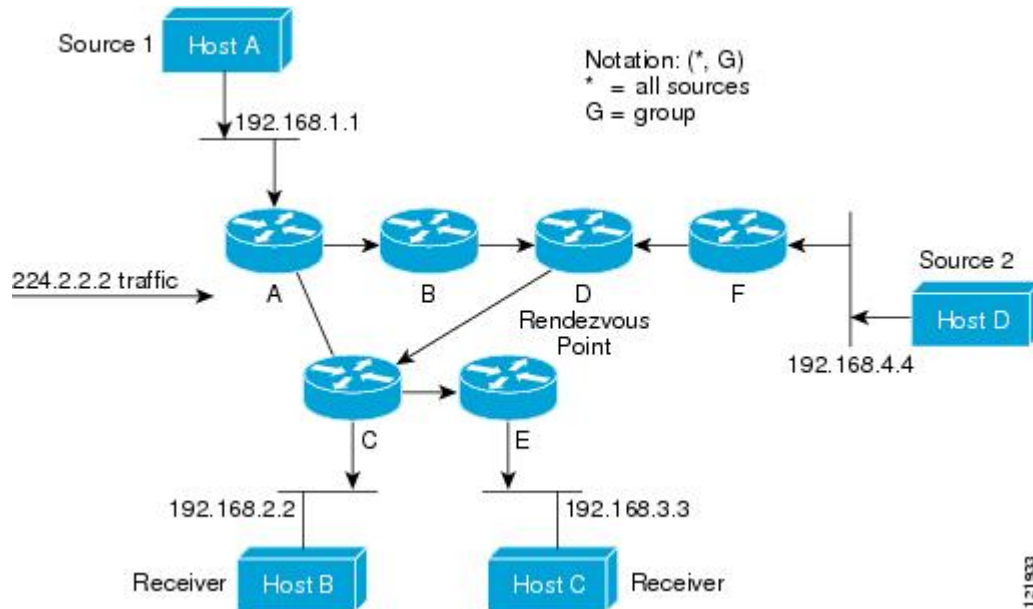 Source 1
Host A
Notation: (*, G)
* = all sources
G = group
192.168.1.1
224.2.2.2 traffic
A
B
D
F
Rendezvous
Point
Source 2
Host D
192.168.4.4
C
E
192.168.2.2
192.168.3.3
Receiver
Host B
Host C
Receiver
121933